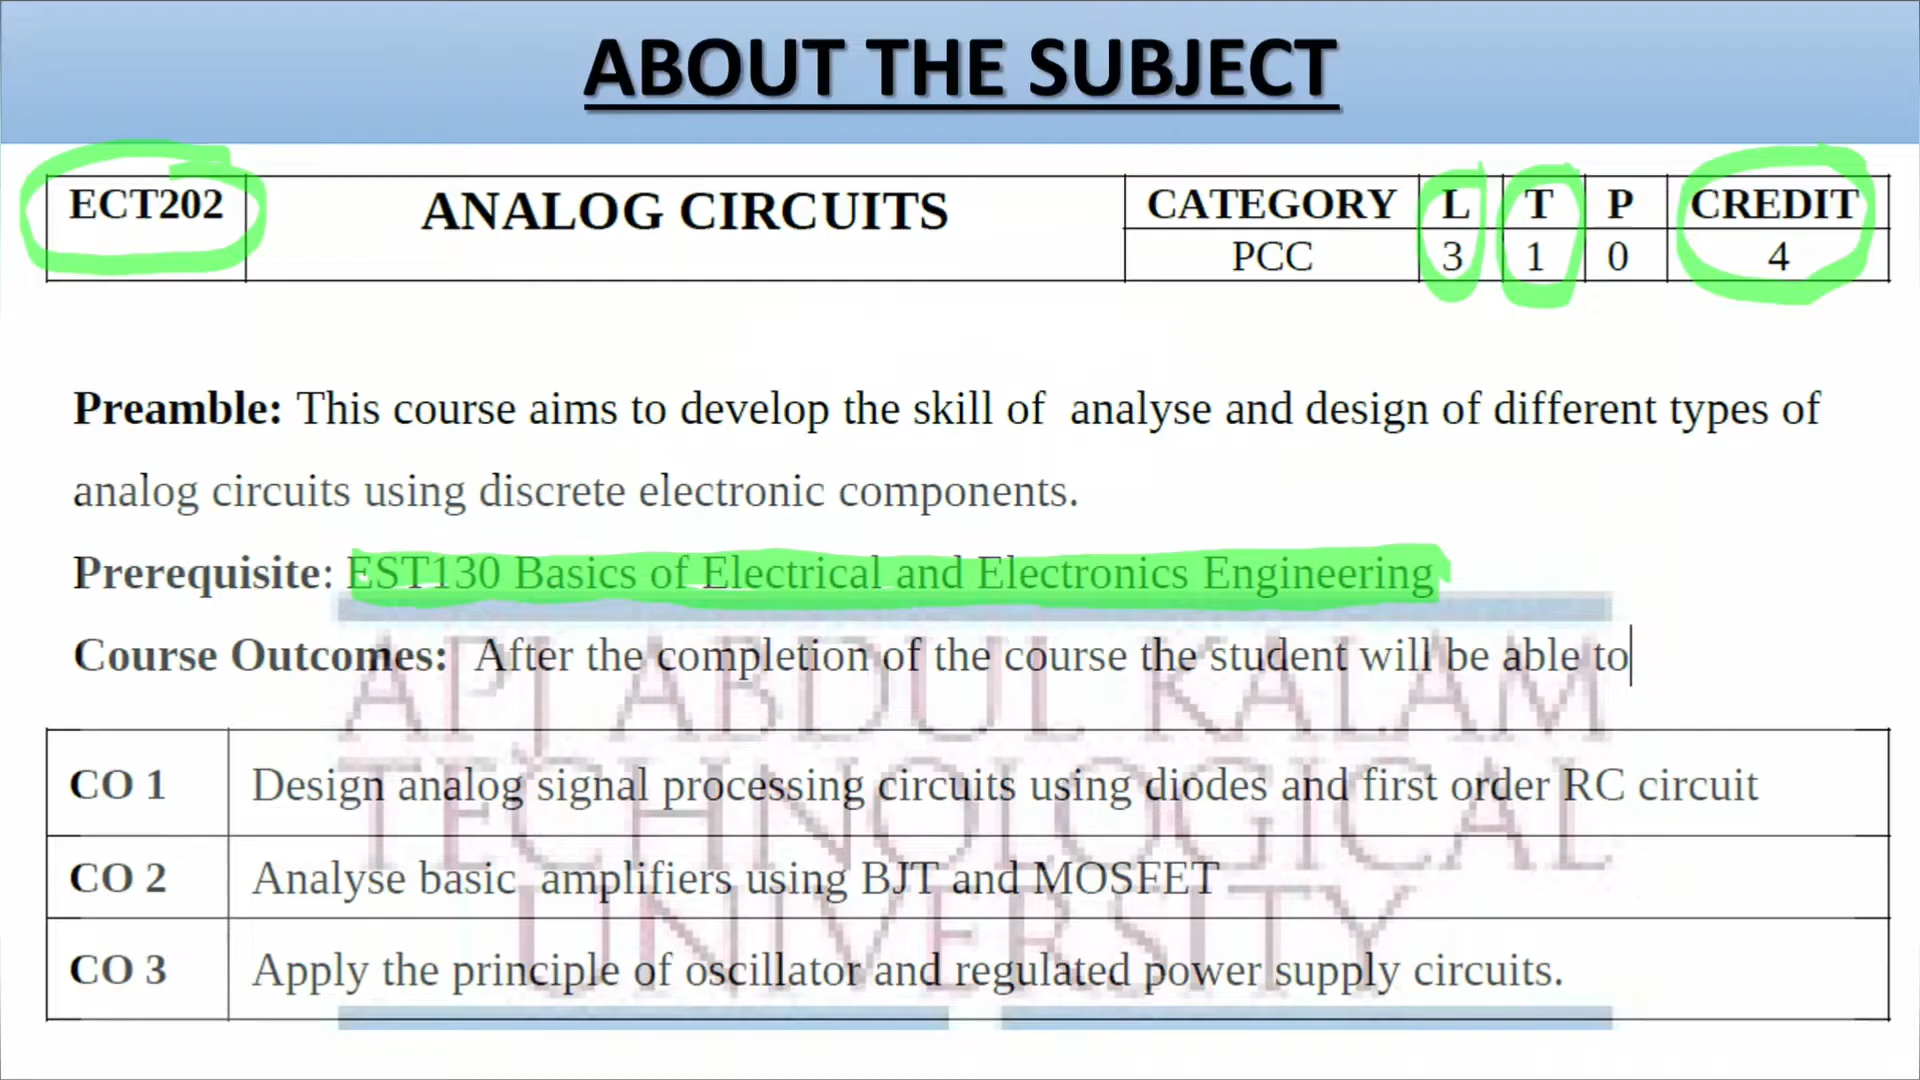 ABOUT THE SUBJECT
ECT202 ANALOG CIRCUITS CATEGORY L T P CREDIT
PCC 3 1 0 4
Preamble: This course aims to develop the skill of analyse and design of different types of
analog circuits using discrete electronic components.
Prerequisite: EST130 Basics of Electrical and Electronics Engineering
Course Outcomes: After the completion of the course the student will be able to
API ABDUL KALAM
TECHNOLOGICAL
UNIVERSITY
CO 1 Design analog signal processing circuits using diodes and first order RC circuit
CO 2 Analyse basic amplifiers using BJT and MOSFET
CO 3 Apply the principle of oscillator and regulated power supply circuits.